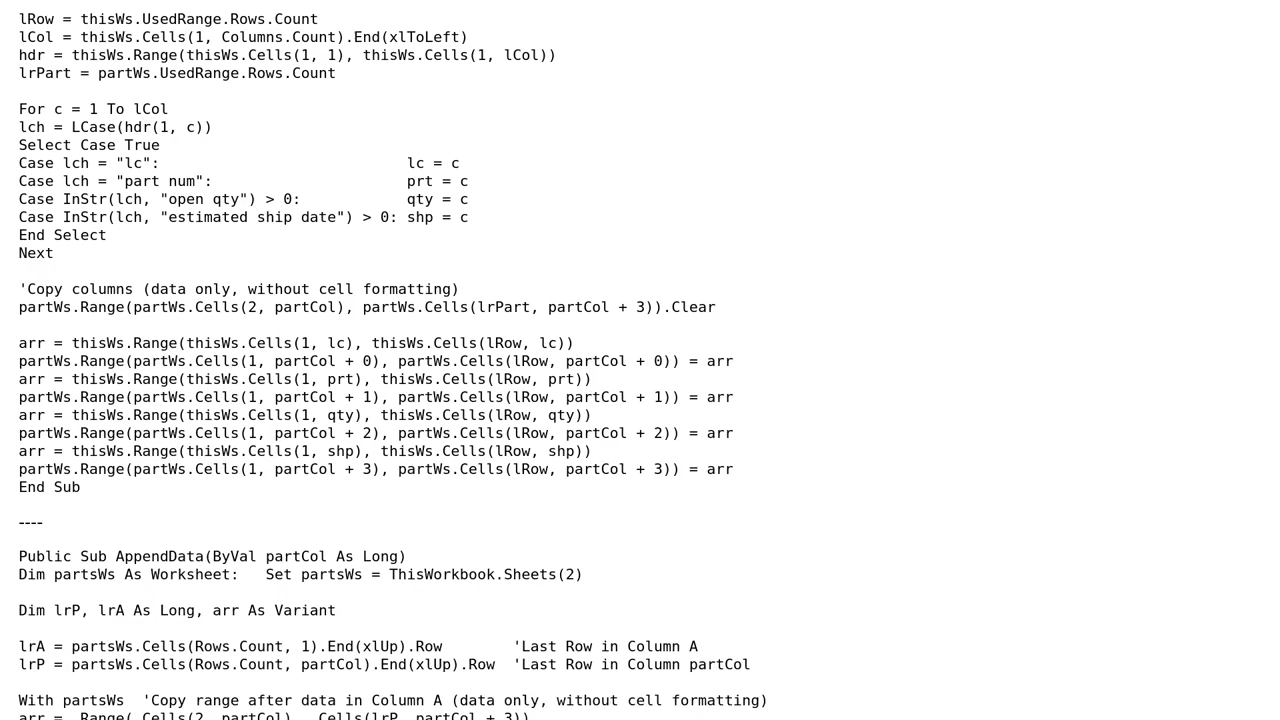 lRow = thisWs.UsedRange.Rows.Count
lCol = thisWs.Cells(1, Columns.Count).End(xlToLeft)
hdr = thisWs.Range(thisWs.Cells(1, 1), thisWs.Cells(1, lCol))
lrPart = partWs.UsedRange.Rows.Count
For c = 1 To lCol
lch = LCase(hdr(1, c))
Select Case True
Case lch = "lc": lc = c
Case lch = "part num": prt = c
Case InStr(lch, "open qty") > 0: qty = c
Case InStr(lch, "estimated ship date") > 0: shp = c
End Select
Next
'Copy columns (data only, without cell formatting)
partWs.Range(partWs.Cells(2, partCol), partWs.Cells(lrPart, partCol + 3)).Clear
arr = thisWs.Range(thisWs.Cells(1, lc), thisWs.Cells(lRow, lc))
partWs.Range(partWs.Cells(1, partCol + 0), partWs.Cells(lRow, partCol + 0)) = arr
arr = thisWs.Range(thisWs.Cells(1, prt), thisWs.Cells(lRow, prt))
partWs.Range(partWs.Cells(1, partCol + 1), partWs.Cells(lRow, partCol + 1)) = arr
arr = thisWs.Range(thisWs.Cells(1, qty), thisWs.Cells(lRow, qty))
partWs.Range(partWs.Cells(1, partCol + 2), partWs.Cells(lRow, partCol + 2)) = arr
arr = thisWs.Range(thisWs.Cells(1, shp), thisWs.Cells(lRow, shp))
partWs.Range(partWs.Cells(1, partCol + 3), partWs.Cells(lRow, partCol + 3)) = arr
End Sub
----
Public Sub AppendData(ByVal partCol As Long)
Dim partsWs As Worksheet: Set partsWs = ThisWorkbook.Sheets(2)
Dim lrP, lrA As Long, arr As Variant
lrA = partsWs.Cells(Rows.Count, 1).End(xlUp).Row 'Last Row in Column A
lrP = partsWs.Cells(Rows.Count, partCol).End(xlUp).Row 'Last Row in Column partCol
With partsWs 'Copy range after data in Column A (data only, without cell formatting)
arr = .Range(.Cells(2, partCol), .Cells(lrP, partCol + 3))